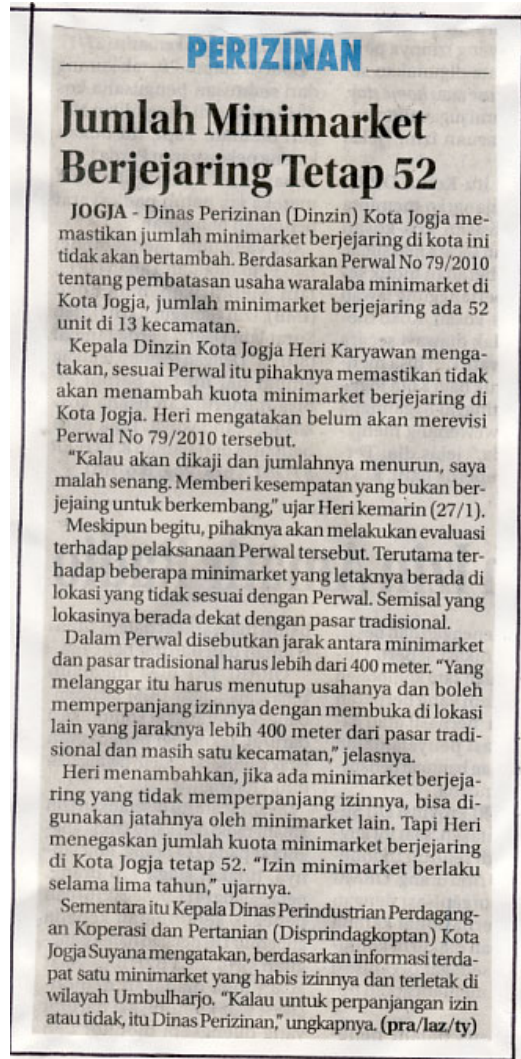 PERIZINAN
Jumlah Minimarket
Berjejaring Tetap 52
JOGJA - Dinas Perizinan (Dinzin) Kota Jogja me-
mastikan jumlah minimarket berjejaring di kota ini
tidak akan bertambah. Berdasarkan Perwal No 79/2010
tentang pembatasan usaha waralaba minimarket di
Kota Jogja, jumlah minimarket berjejaring ada 52
unit di 13 kecamatan.
Kepala Dinzin Kota Jogja Heri Karyawan menga-
takan, sesuai Perwal itu pihaknya memastikan tidak
akan menambah kuota minimarket berjejaring di
Kota Jogja. Heri mengatakan belum akan merevisi
Perwal No 79/2010 tersebut.
"Kalau akan dikaji dan jumlahnya menurun, saya
malah senang. Memberi kesempatan yang bukan ber-
jejaing untuk berkembang," ujar Heri kemarin (27/1).
Meskipun begitu, pihaknya akan melakukan evaluasi
terhadap pelaksanaan Perwal tersebut. Terutama ter-
hadap beberapa minimarket yang letaknya berada di
lokasi yang tidak sesuai dengan Perwal. Semisal yang
lokasinya berada dekat dengan pasar tradisional.
Dalam Perwal disebutkan jarak antara minimarket
dan pasar tradisional harus lebih dari 400 meter. "Yang
melanggar itu harus menutup usahanya dan boleh
memperpanjang izinnya dengan membuka di lokasi
lain yang jaraknya lebih 400 meter dari pasar tradi-
sional dan masih satu kecamatan," jelasnya.
Heri menambahkan, jika ada minimarket berjeja-
ring yang tidak memperpanjang izinnya, bisa di-
gunakan jatahnya oleh minimarket lain. Tapi Heri
menegaskan jumlah kuota minimarket berjejaring
di Kota Jogja tetap 52. "Izin minimarket berlaku
selama lima tahun," ujarnya.
Sementara itu Kepala Dinas Perindustrian Perdagang-
an Koperasi dan Pertanian (Disprindagkoptan) Kota
Jogja Suyana mengatakan, berdasarkan informasi terda-
pat satu minimarket yang habis izinnya dan terletak di
wilayah Umbulharjo. "Kalau untuk perpanjangan izin
atau tidak, itu Dinas Perizinan," ungkapnya. (pra/laz/ty)